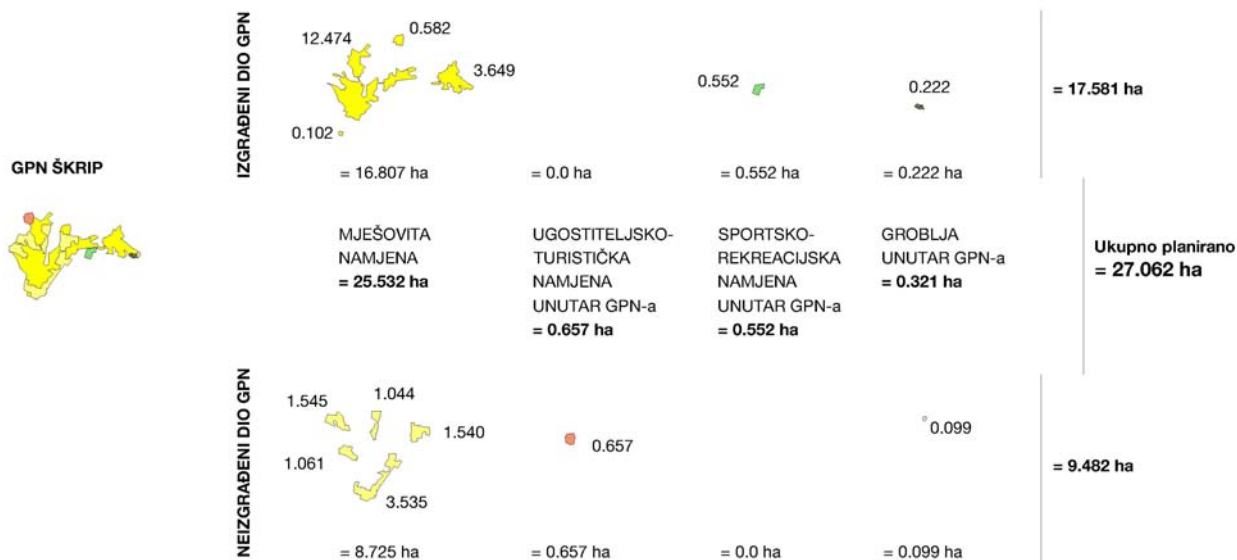 IZGRAĐENI DIO GPN
12.474
0.582
3.649
0.102
0.552
0.222
= 17.581 ha
= 16.807 ha
= 0.0 ha
= 0.552 ha
= 0.222 ha
GPN ŠKRIP
MJEŠOVITA
NAMJENA
= 25.532 ha
UGOSTITELJSKO-
TURISTIČKA
NAMJENA
UNUTAR GPN-a
= 0.657 ha
SPORTSKO-
REKREACIJSKA
NAMJENA
UNUTAR GPN-a
= 0.552 ha
GROBLJA
UNUTAR GPN-a
= 0.321 ha
Ukupno planirano
= 27.062 ha
NEIZGRAĐENI DIO GPN
1.545
1.044
1.540
1.061
3.535
0.657
0.099
= 9.482 ha
= 8.725 ha
= 0.657 ha
= 0.0 ha
= 0.099 ha